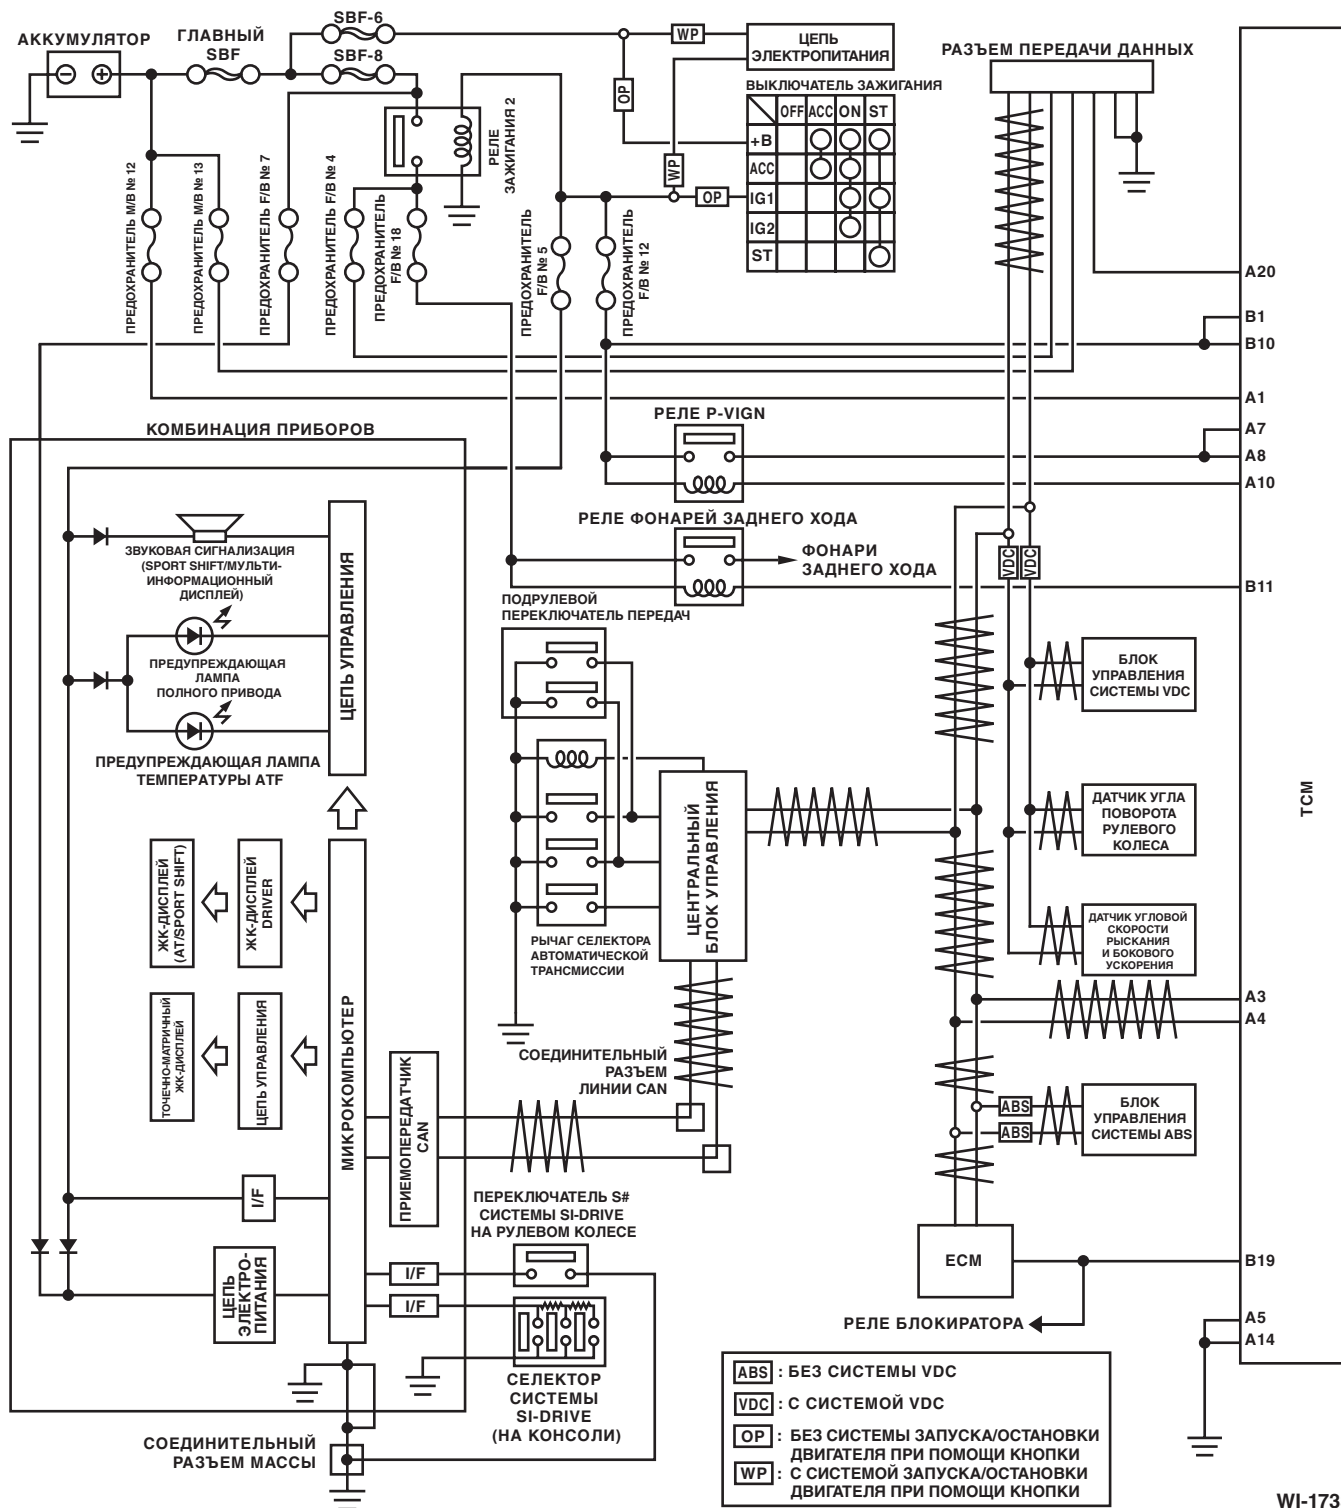 SBF-6
АККУМУЛЯТОР
ГЛАВНЫЙ
SBF
SBF-8
WP
ЦЕПЬ
ЭЛЕКТРОПИТАНИЯ
OP
РЕЛЕ
ЗАЖИГАНИЯ 2
ВЫКЛЮЧАТЕЛЬ ЗАЖИГАНИЯ
OFF ACC ON ST
+B
ACC
IG1
IG2
ST
WP
OP
РАЗЪЕМ ПЕРЕДАЧИ ДАННЫХ
ПРЕДОХРАНИТЕЛЬ M/B № 12
ПРЕДОХРАНИТЕЛЬ M/B № 13
ПРЕДОХРАНИТЕЛЬ F/B № 7
ПРЕДОХРАНИТЕЛЬ F/B № 4
ПРЕДОХРАНИТЕЛЬ
F/B № 18
ПРЕДОХРАНИТЕЛЬ
F/B № 5
ПРЕДОХРАНИТЕЛЬ
F/B № 12
A20
B1
B10
A1
A7
A8
A10
B11
РЕЛЕ P-VIGN
РЕЛЕ ФОНАРЕЙ ЗАДНЕГО ХОДА
ФОНАРИ
ЗАДНЕГО ХОДА
VDC
VDC
КОМБИНАЦИЯ ПРИБОРОВ
ЗВУКОВАЯ СИГНАЛИЗАЦИЯ
(SPORT SHIFT/МУЛЬТИ-
ИНФОРМАЦИОННЫЙ
ДИСПЛЕЙ)
ПРЕДУПРЕЖДАЮЩАЯ
ЛАМПА
ПОЛНОГО ПРИВОДА
ПРЕДУПРЕЖДАЮЩАЯ ЛАМПА
ТЕМПЕРАТУРЫ ATF
ЦЕПЬ УПРАВЛЕНИЯ
ПОДРУЛЕВОЙ
ПЕРЕКЛЮЧАТЕЛЬ ПЕРЕДАЧ
БЛОК
УПРАВЛЕНИЯ
СИСТЕМЫ VDC
ДАТЧИК УГЛА
ПОВОРОТА
РУЛЕВОГО
КОЛЕСА
ДАТЧИК УГЛОВОЙ
СКОРОСТИ
РЫСКАНИЯ
И БОКОВОГО
УСКОРЕНИЯ
TCM
ЦЕНТРАЛЬНЫЙ
БЛОК УПРАВЛЕНИЯ
РЫЧАГ СЕЛЕКТОРА
АВТОМАТИЧЕСКОЙ
ТРАНСМИССИИ
ЖК-ДИСПЛЕЙ
(AT/SPORT SHIFT)
ЖК-ДИСПЛЕЙ
DRIVER
ТОЧЕЧНО-МАТРИЧНЫЙ
ЖК-ДИСПЛЕЙ
ЦЕПЬ УПРАВЛЕНИЯ
МИКРОКОМПЬЮТЕР
ПРИЕМОПЕРЕДАТЧИК
CAN
СОЕДИНИТЕЛЬНЫЙ
РАЗЪЕМ
ЛИНИИ CAN
A3
A4
ABS
ABS
БЛОК
УПРАВЛЕНИЯ
СИСТЕМЫ ABS
I/F
ПЕРЕКЛЮЧАТЕЛЬ S#
СИСТЕМЫ SI-DRIVE
НА РУЛЕВОМ КОЛЕСЕ
ЦЕПЬ
ЭЛЕКТРО-
ПИТАНИЯ
I/F
I/F
ECM
B19
РЕЛЕ БЛОКИРАТОРА
A5
A14
СЕЛЕКТОР
СИСТЕМЫ
SI-DRIVE
(НА КОНСОЛИ)
СОЕДИНИТЕЛЬНЫЙ
РАЗЪЕМ МАССЫ
ABS : БЕЗ СИСТЕМЫ VDC
VDC : С СИСТЕМОЙ VDC
OP : БЕЗ СИСТЕМЫ ЗАПУСКА/ОСТАНОВКИ
ДВИГАТЕЛЯ ПРИ ПОМОЩИ КНОПКИ
WP : С СИСТЕМОЙ ЗАПУСКА/ОСТАНОВКИ
ДВИГАТЕЛЯ ПРИ ПОМОЩИ КНОПКИ
WI-173